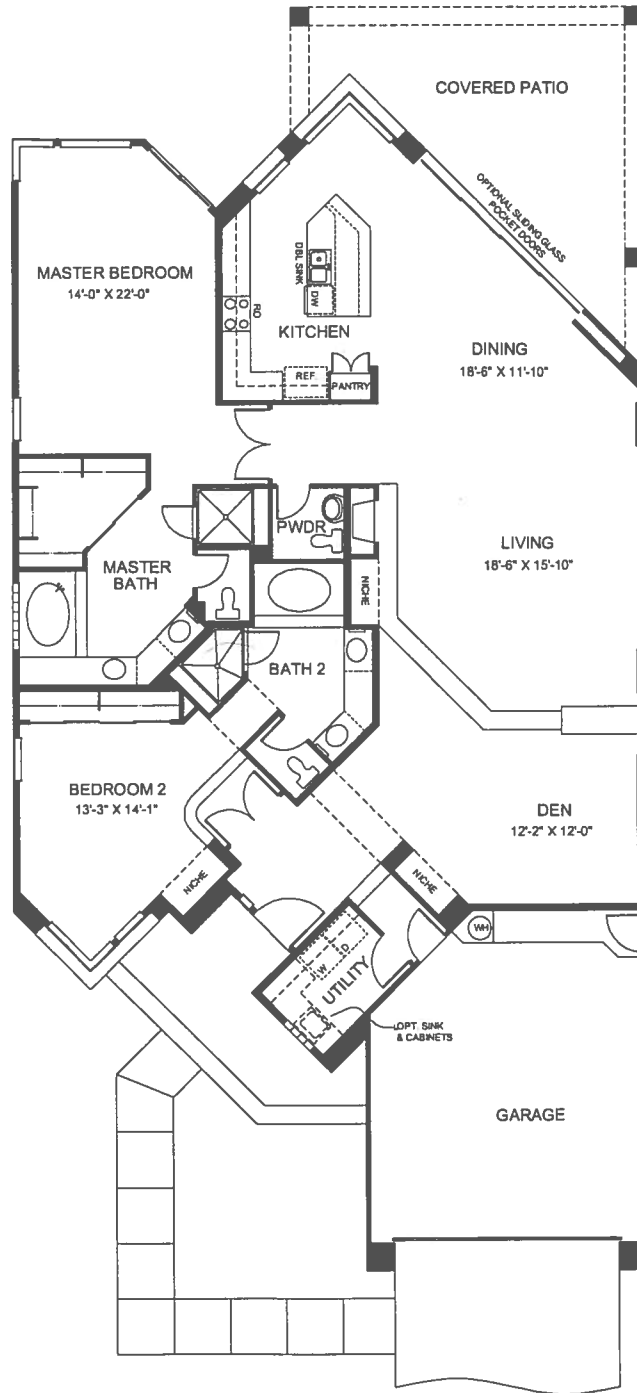 COVERED PATIO
OPTIONAL SLIDING GLASS
POCKET DOORS
MASTER BEDROOM
14'-0" X 22'-0"
DBL SINK
DW
RO
KITCHEN
REF.
PANTRY
DINING
18'-6" X 11'-10"
PWDR
LIVING
18'-6" X 15'-10"
MASTER
BATH
NICHE
BATH 2
BEDROOM 2
13'-3" X 14'-1"
DEN
12'-2" X 12'-0"
NICHE
NICHE
WH
D
W
UTILITY
OPT. SINK
& CABINETS
GARAGE